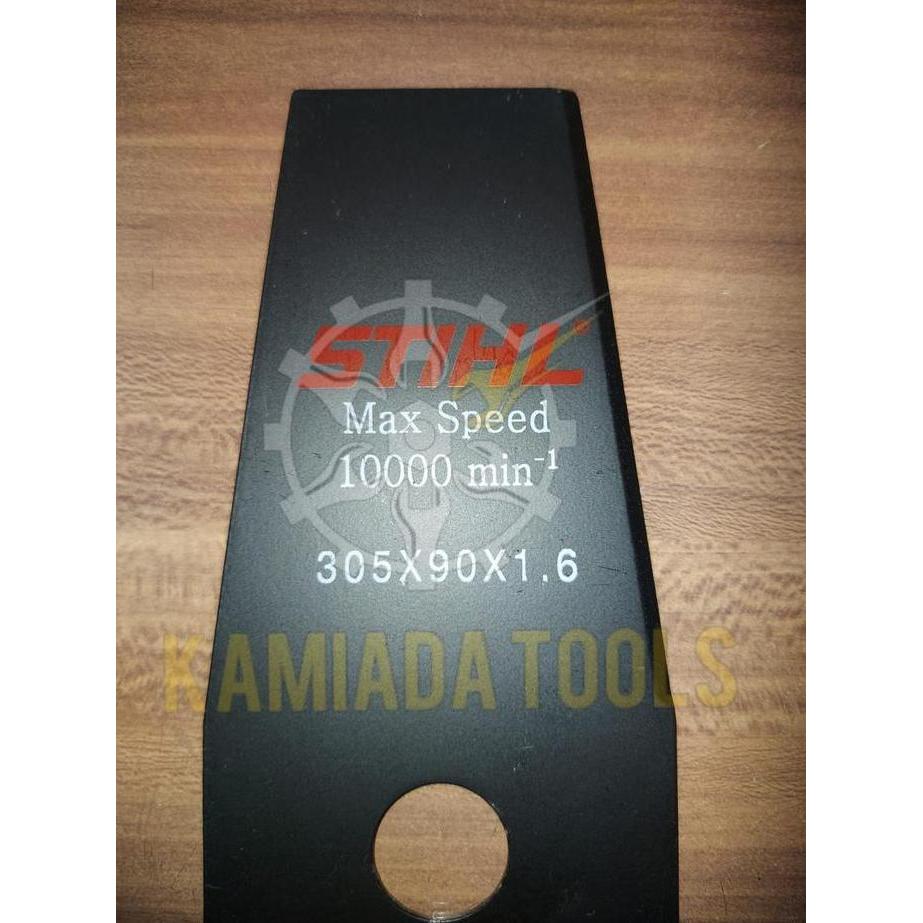 STIHL®
Max Speed
10000 min⁻¹
305X90X1.6
KAMIADA TOOLS